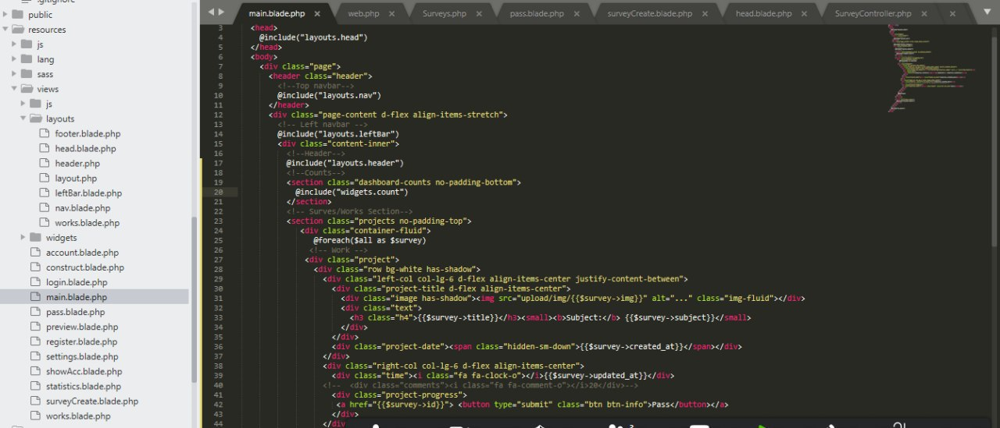 .gitignore
public
resources
js
lang
sass
views
js
layouts
footer.blade.php
head.blade.php
header.php
layout.php
leftBar.blade.php
nav.blade.php
works.blade.php
widgets
account.blade.php
construct.blade.php
login.blade.php
main.blade.php
pass.blade.php
preview.blade.php
register.blade.php
settings.blade.php
showAcc.blade.php
statistics.blade.php
surveyCreate.blade.php
works.blade.php
main.blade.php × web.php × Surveys.php × pass.blade.php × surveyCreate.blade.php × head.blade.php × SurveyController.php × ×
3 <head>
4 @include("layouts.head")
5 </head>
6 <body>
7 <div class="page">
8 <header class="header">
9 <!--Top navbar-->
10 @include("layouts.nav")
11 </header>
12 <div class="page-content d-flex align-items-stretch">
13 <!-- Left navbar -->
14 @include("layouts.leftBar")
15 <div class="content-inner">
16 <!--Header-->
17 @include("layouts.header")
18 <!--Counts-->
19 <section class="dashboard-counts no-padding-bottom">
20 @include("widgets.count")
21 </section>
22 <!-- Surves/Works Section-->
23 <section class="projects no-padding-top">
24 <div class="container-fluid">
25 @foreach($all as $survey)
26 <!-- Work -->
27 <div class="project">
28 <div class="row bg-white has-shadow">
29 <div class="left-col col-lg-6 d-flex align-items-center justify-content-between">
30 <div class="project-title d-flex align-items-center">
31 <div class="image has-shadow"><img src="upload/img/{{$survey->img}}" alt="..." class="img-fluid"></div>
32 <div class="text">
33 <h3 class="h4">{{$survey->title}}</h3><small><b>Subject:</b> {{$survey->subject}}</small>
34 </div>
35 </div>
36 <div class="project-date"><span class="hidden-sm-down">{{$survey->created_at}}</span></div>
37 </div>
38 <div class="right-col col-lg-6 d-flex align-items-center">
39 <div class="time"><i class="fa fa-clock-o"></i>{{$survey->updated_at}}</div>
40 <!-- <div class="comments"><i class="fa fa-comment-o"></i>20</div>-->
41 <div class="project-progress">
42 <a href="{{$survey->id}}"> <button type="submit" class="btn btn-info">Pass</button></a>
43 </div>
44 </div